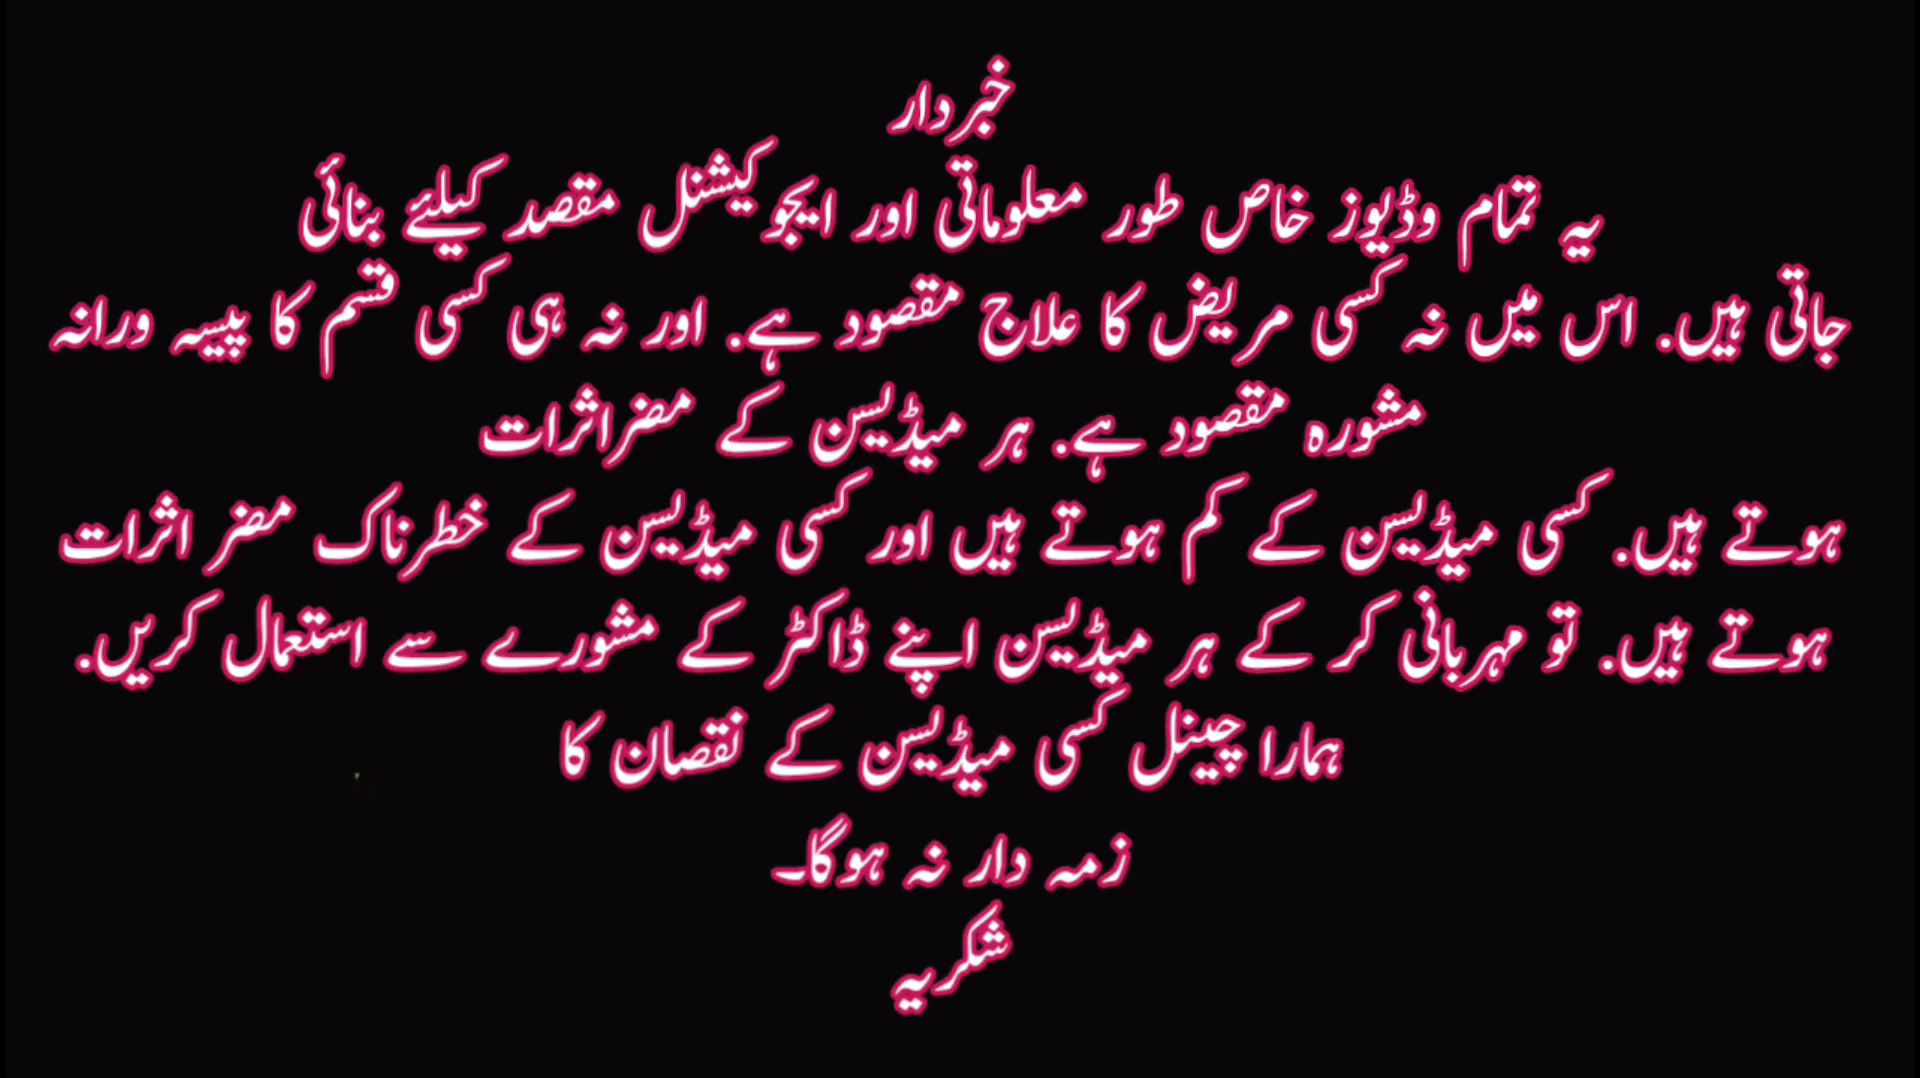 خبردار
یہ تمام وڈیوز خاص طور معلوماتی اور ایجوکیشنل مقصد کیلئے بنائی
جاتی ہیں. اس میں نہ کسی مریض کا علاج مقصود ہے. اور نہ ہی کسی قسم کا پیسہ ورانہ
مشورہ مقصود ہے. ہر میڈیسن کے مضراثرات
ہوتے ہیں. کسی میڈیسن کے کم ہوتے ہیں اور کسی میڈیسن کے خطرناک مضر اثرات
ہوتے ہیں. تو مہربانی کر کے ہر میڈیسن اپنے ڈاکٹر کے مشورے سے استعمال کریں.
ہمارا چینل کسی میڈیسن کے نقصان کا
زمہ دار نہ ہوگا۔
شکریہ